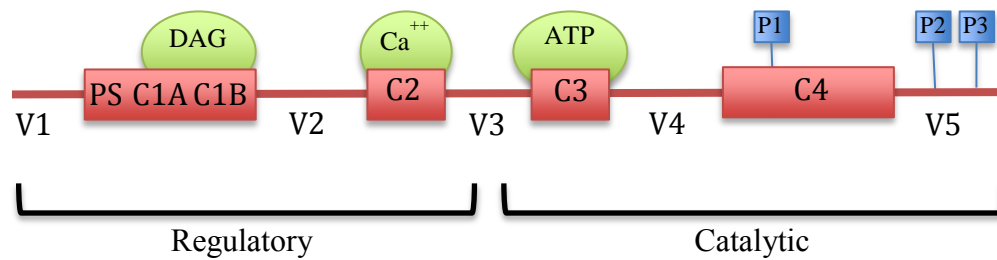 DAG Ca++ ATP P1 P2 P3
PS C1A C1B C2 C3 C4
V1 V2 V3 V4 V5
Regulatory Catalytic